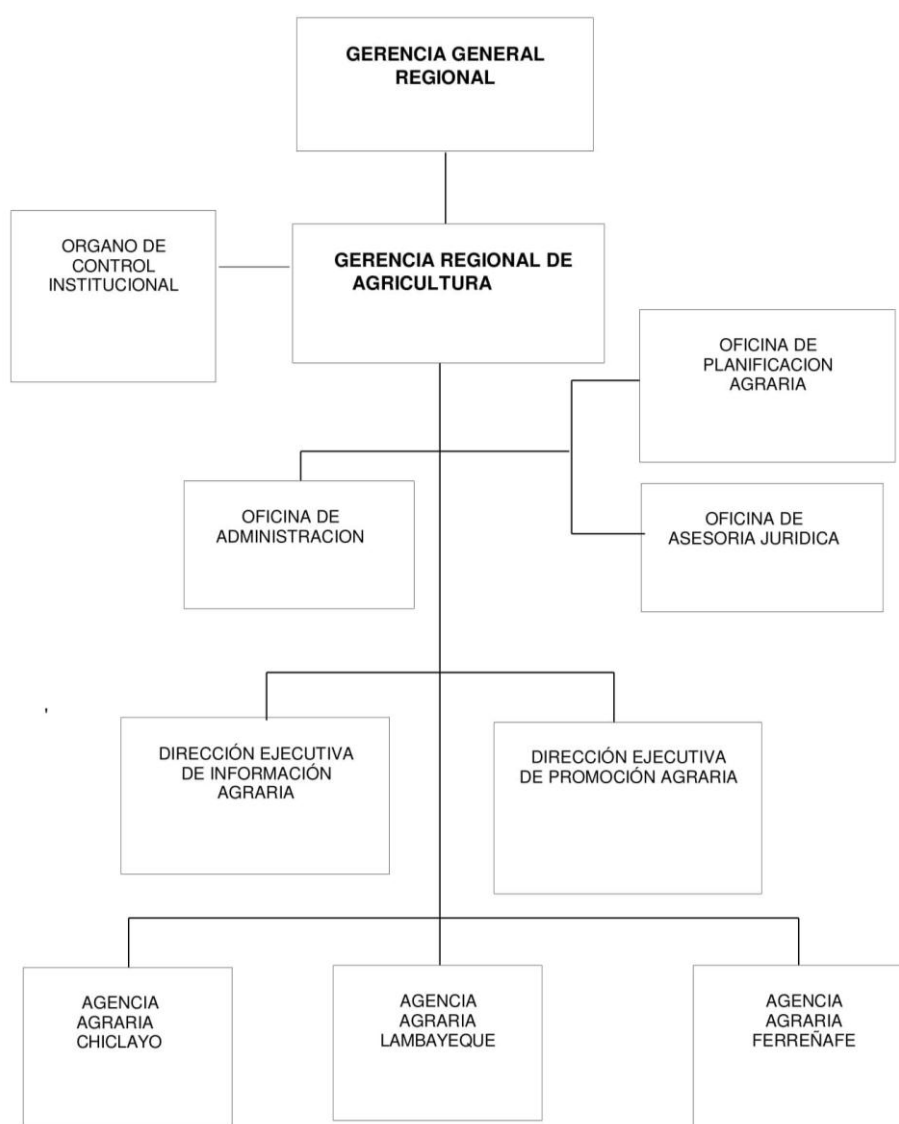 GERENCIA GENERAL
REGIONAL
ORGANO DE
CONTROL
INSTITUCIONAL
GERENCIA REGIONAL DE
AGRICULTURA
OFICINA DE
PLANIFICACION
AGRARIA
OFICINA DE
ADMINISTRACION
OFICINA DE
ASESORIA JURIDICA
'
DIRECCIÓN EJECUTIVA
DE INFORMACIÓN
AGRARIA
DIRECCIÓN EJECUTIVA
DE PROMOCIÓN AGRARIA
AGENCIA
AGRARIA
CHICLAYO
AGENCIA
AGRARIA
LAMBAYEQUE
AGENCIA
AGRARIA
FERREÑAFE